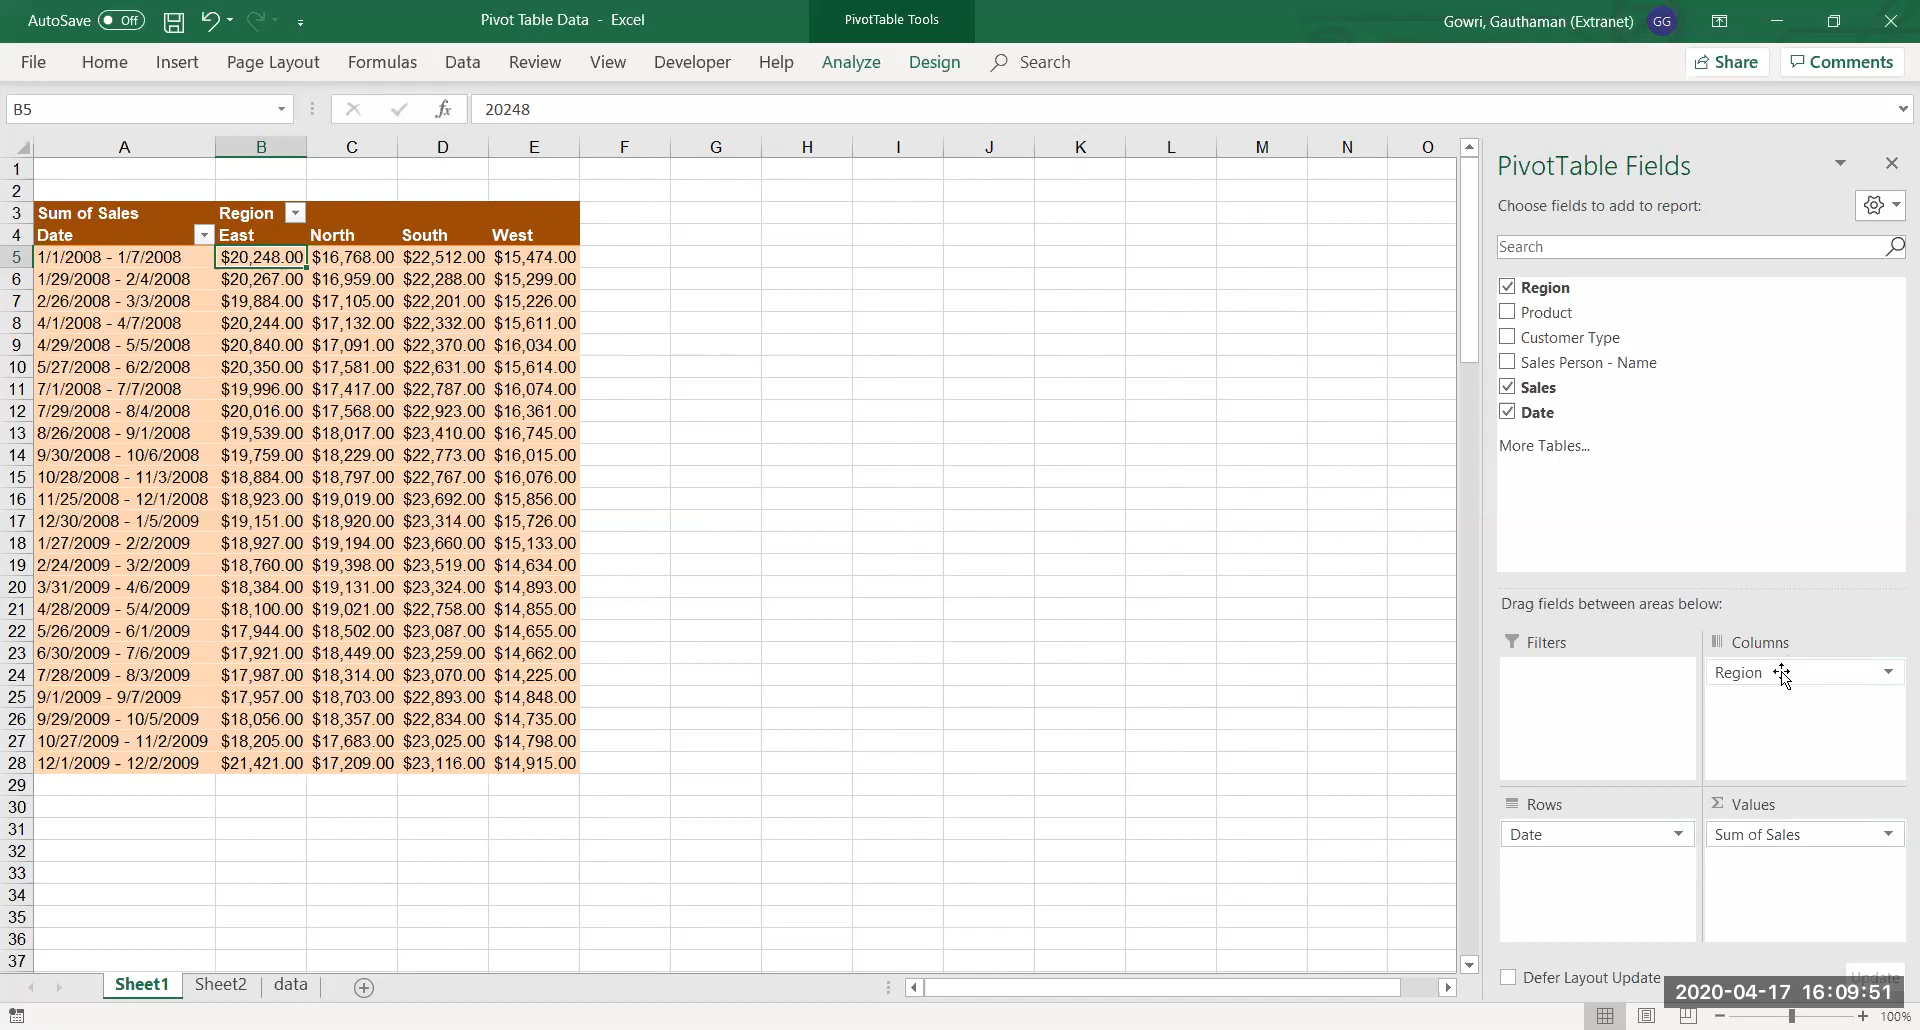 AutoSave Off Pivot Table Data - Excel PivotTable Tools Gowri, Gauthaman (Extranet) GG
File Home Insert Page Layout Formulas Data Review View Developer Help Analyze Design Search Share Comments
B5 fx 20248
A B C D E F G H I J K L M N O
1
2
3 Sum of Sales Region
4 Date East North South West
5 1/1/2008 - 1/7/2008 $20,248.00 $16,768.00 $22,512.00 $15,474.00
6 1/29/2008 - 2/4/2008 $20,267.00 $16,959.00 $22,288.00 $15,299.00
7 2/26/2008 - 3/3/2008 $19,884.00 $17,105.00 $22,201.00 $15,226.00
8 4/1/2008 - 4/7/2008 $20,244.00 $17,132.00 $22,332.00 $15,611.00
9 4/29/2008 - 5/5/2008 $20,840.00 $17,091.00 $22,370.00 $16,034.00
10 5/27/2008 - 6/2/2008 $20,350.00 $17,581.00 $22,631.00 $15,614.00
11 7/1/2008 - 7/7/2008 $19,996.00 $17,417.00 $22,787.00 $16,074.00
12 7/29/2008 - 8/4/2008 $20,016.00 $17,568.00 $22,923.00 $16,361.00
13 8/26/2008 - 9/1/2008 $19,539.00 $18,017.00 $23,410.00 $16,745.00
14 9/30/2008 - 10/6/2008 $19,759.00 $18,229.00 $22,773.00 $16,015.00
15 10/28/2008 - 11/3/2008 $18,884.00 $18,797.00 $22,767.00 $16,076.00
16 11/25/2008 - 12/1/2008 $18,923.00 $19,019.00 $23,692.00 $15,856.00
17 12/30/2008 - 1/5/2009 $19,151.00 $18,920.00 $23,314.00 $15,726.00
18 1/27/2009 - 2/2/2009 $18,927.00 $19,194.00 $23,660.00 $15,133.00
19 2/24/2009 - 3/2/2009 $18,760.00 $19,398.00 $23,519.00 $14,634.00
20 3/31/2009 - 4/6/2009 $18,384.00 $19,131.00 $23,324.00 $14,893.00
21 4/28/2009 - 5/4/2009 $18,100.00 $19,021.00 $22,758.00 $14,855.00
22 5/26/2009 - 6/1/2009 $17,944.00 $18,502.00 $23,087.00 $14,655.00
23 6/30/2009 - 7/6/2009 $17,921.00 $18,449.00 $23,259.00 $14,662.00
24 7/28/2009 - 8/3/2009 $17,987.00 $18,314.00 $23,070.00 $14,225.00
25 9/1/2009 - 9/7/2009 $17,957.00 $18,703.00 $22,893.00 $14,848.00
26 9/29/2009 - 10/5/2009 $18,056.00 $18,357.00 $22,834.00 $14,735.00
27 10/27/2009 - 11/2/2009 $18,205.00 $17,683.00 $23,025.00 $14,798.00
28 12/1/2009 - 12/2/2009 $21,421.00 $17,209.00 $23,116.00 $14,915.00
29
30
31
32
33
34
35
36
37
PivotTable Fields
Choose fields to add to report:
Search
Region
Product
Customer Type
Sales Person - Name
Sales
Date
More Tables...
Drag fields between areas below:
Filters Columns
Region
Rows Σ Values
Date Sum of Sales
Defer Layout Update Update
Sheet1 Sheet2 data
2020-04-17 16:09:51
100%